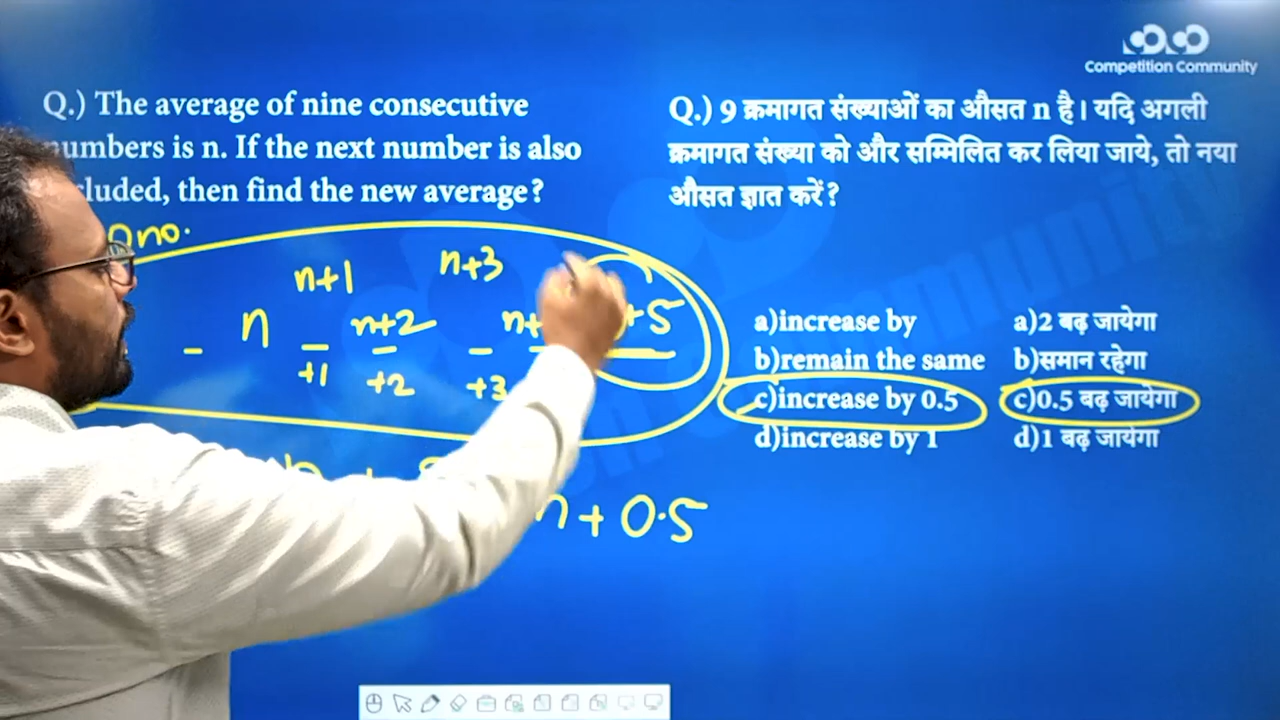 Competition Community
Q.) The average of nine consecutive
numbers is n. If the next number is also
then find the new average?
Q.) 9 क्रमागत संख्याओं का औसत n है। यदि अगली
क्रमागत संख्या को और सम्मिलित कर लिया जाये, तो नया
औसत ज्ञात करें?
no.
n+1
n+3
n
n+2
+5
+1
+2
+3
n + 0.5
a)increase by
b)remain the same
c)increase by 0.5
d)increase by 1
a)2 बढ़ जायेगा
b)समान रहेगा
c)0.5 बढ़ जायेगा
d)1 बढ़ जायेगा